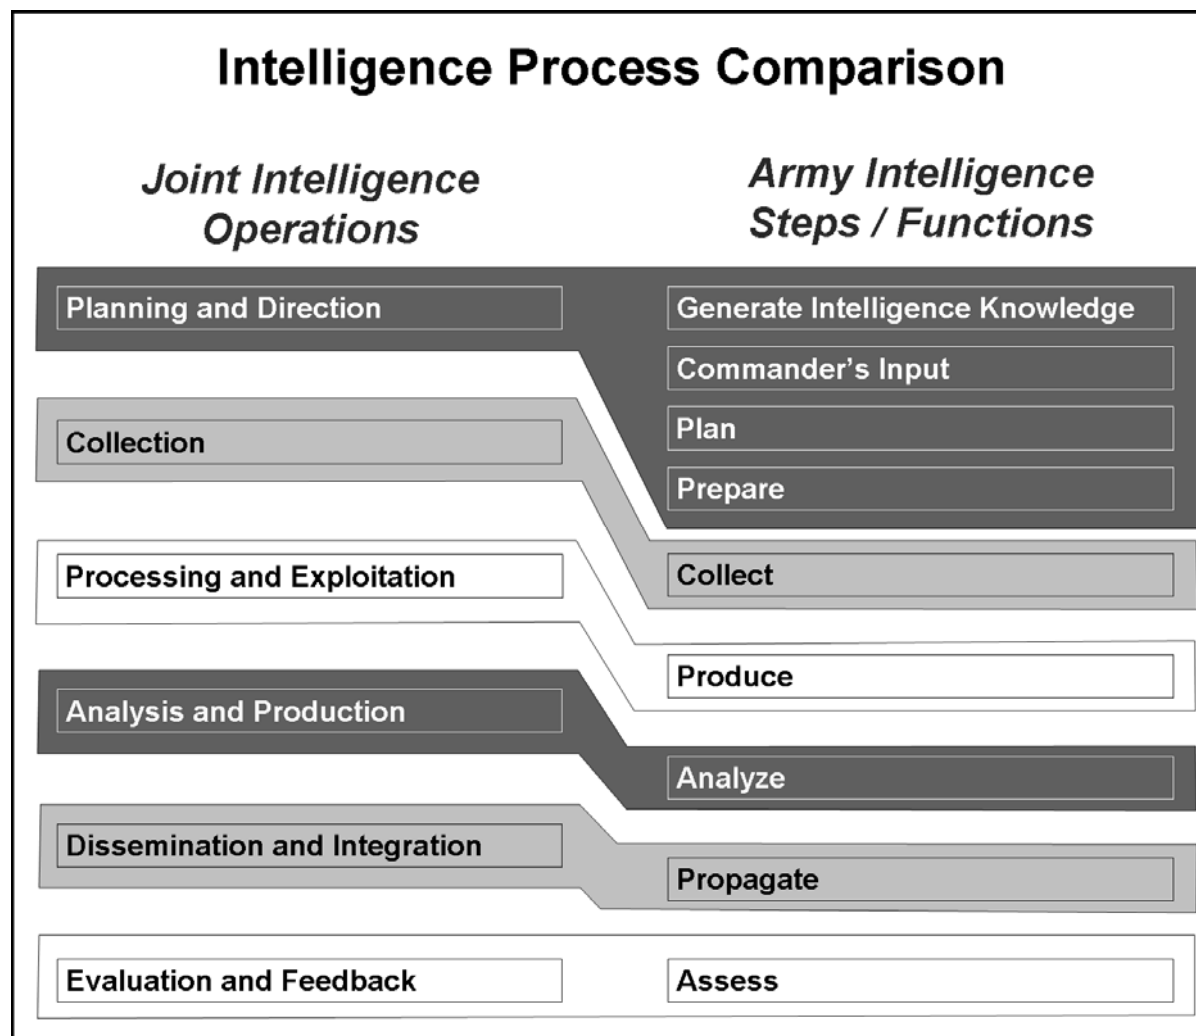 Intelligence Process Comparison
Joint Intelligence
Operations
Army Intelligence
Steps / Functions
Planning and Direction
Generate Intelligence Knowledge
Commander's Input
Plan
Prepare
Collection
Collect
Processing and Exploitation
Produce
Analysis and Production
Analyze
Dissemination and Integration
Propagate
Evaluation and Feedback
Assess